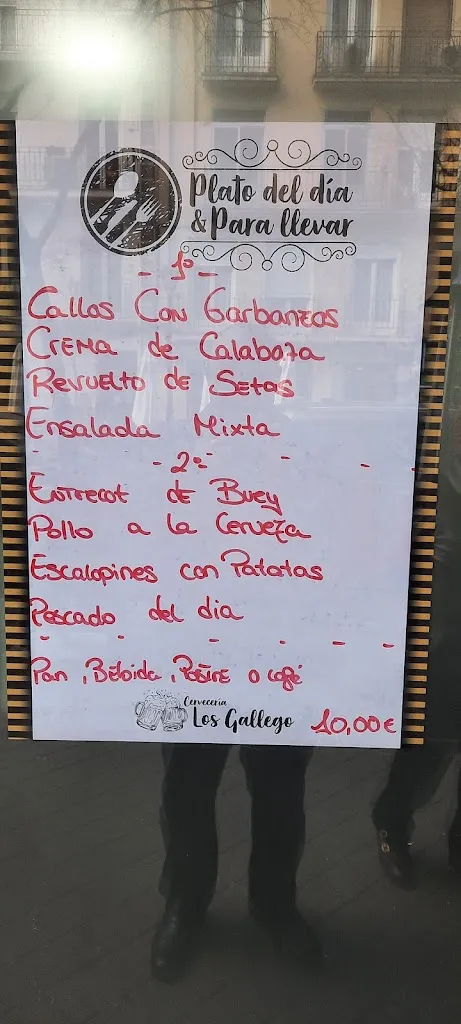 Plato del día
& Para llevar
- 1º -
Callos Con Garbanzos
Crema de Calabaza
Revuelto de Setas
Ensalada Mixta
- 2º -
Entrecot de Buey
Pollo a la Cerveza
Escalopines con Patatas
Pescado del dia
Pan, Bebida, Postre o café
Cervecería
Los Gallego
10,00€